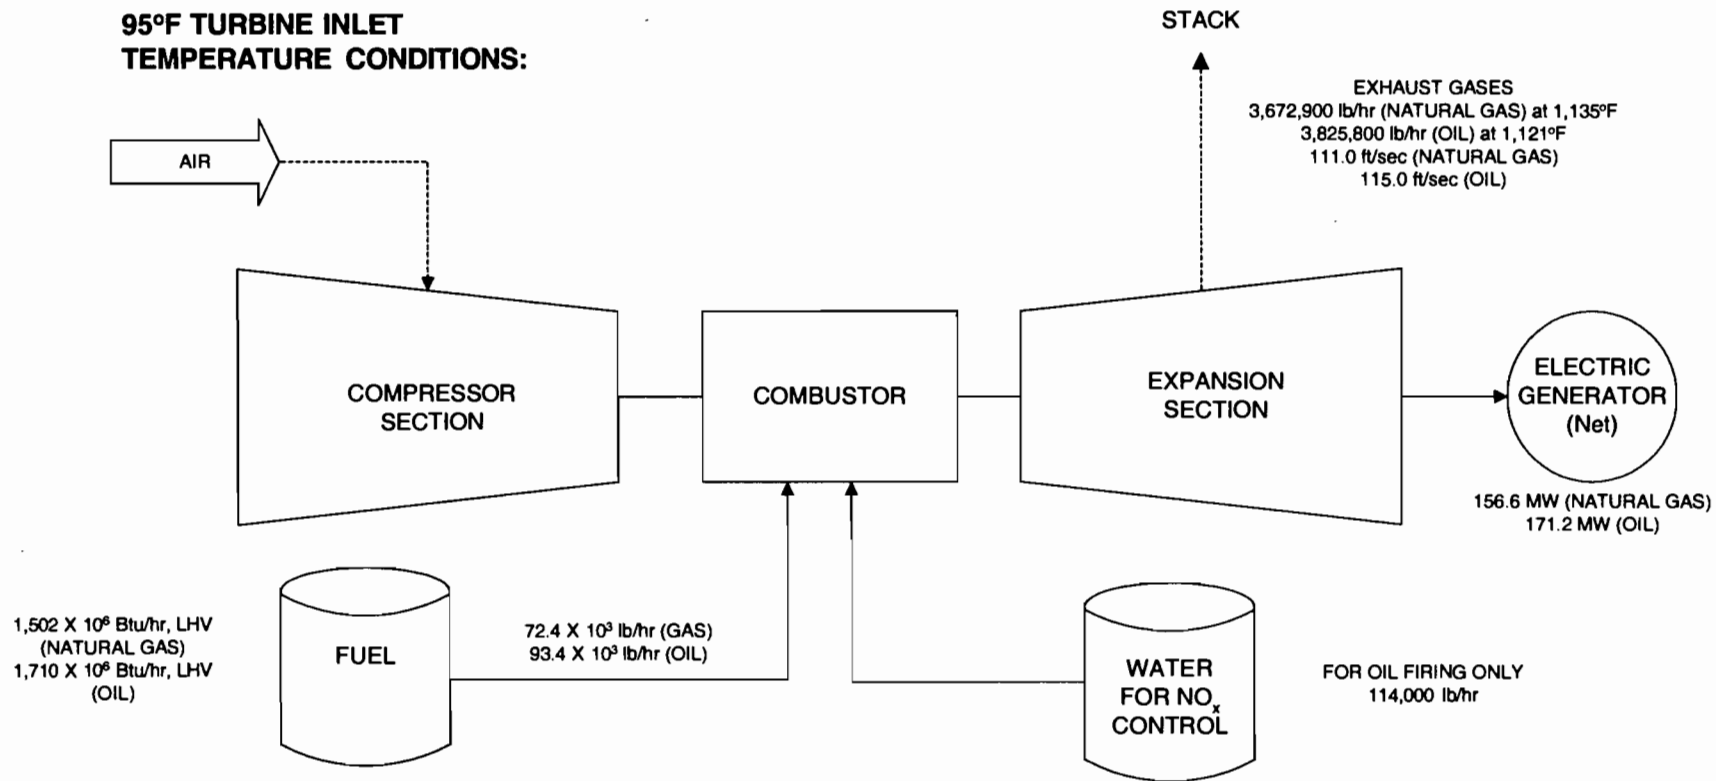 95ºF TURBINE INLET
TEMPERATURE CONDITIONS:
STACK
EXHAUST GASES
3,672,900 lb/hr (NATURAL GAS) at 1,135ºF
3,825,800 lb/hr (OIL) at 1,121ºF
111.0 ft/sec (NATURAL GAS)
115.0 ft/sec (OIL)
AIR
COMPRESSOR
SECTION
COMBUSTOR
EXPANSION
SECTION
ELECTRIC
GENERATOR
(Net)
156.6 MW (NATURAL GAS)
171.2 MW (OIL)
1,502 X 10⁶ Btu/hr, LHV
(NATURAL GAS)
1,710 X 10⁶ Btu/hr, LHV
(OIL)
FUEL
72.4 X 10³ lb/hr (GAS)
93.4 X 10³ lb/hr (OIL)
WATER
FOR NOₓ
CONTROL
FOR OIL FIRING ONLY
114,000 lb/hr